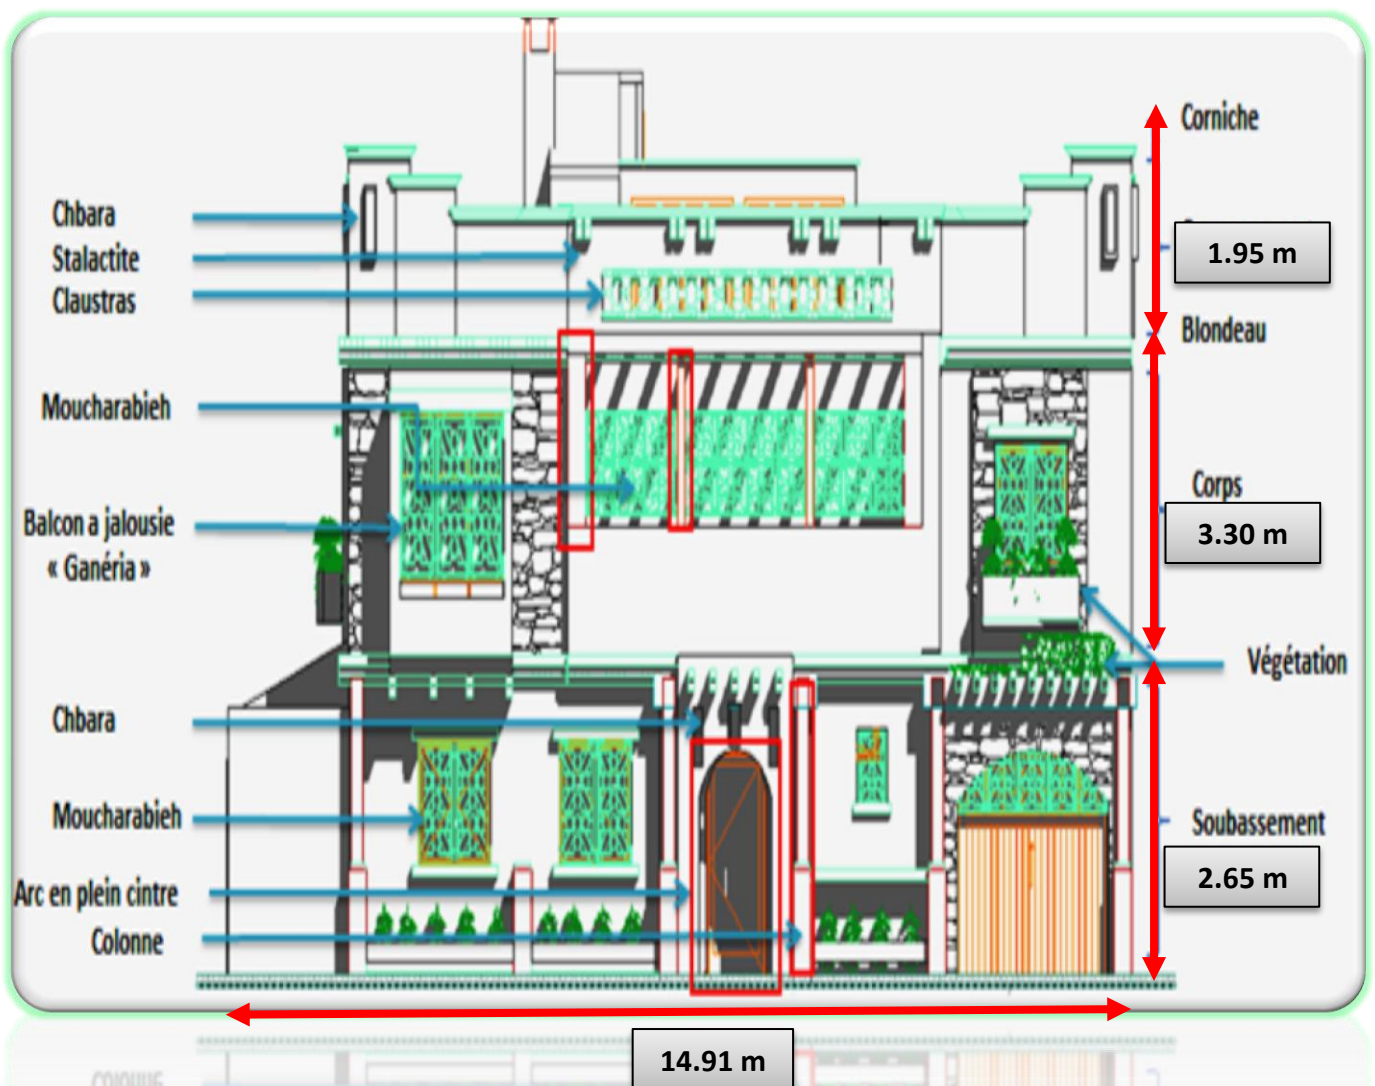 Corniche
Chbara
Stalactite
Claustras
1.95 m
Blondeau
Moucharabieh
Balcon a jalousie
« Ganéria »
Corps
3.30 m
Végétation
Chbara
Moucharabieh
Soubassement
2.65 m
Arc en plein cintre
Colonne
14.91 m